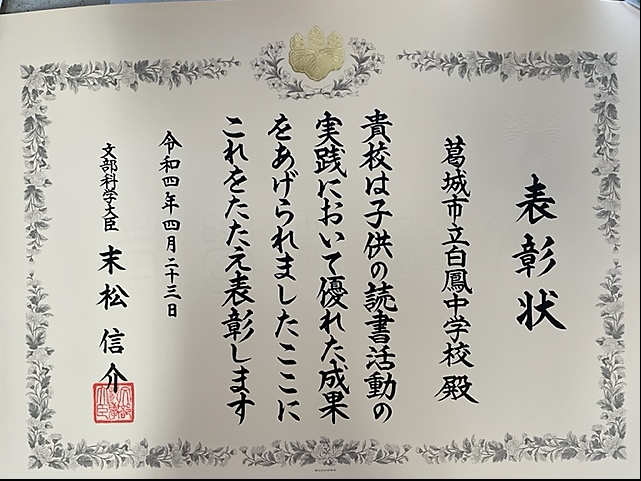 表彰状
葛城市立白鳳中学校 殿
貴校は子供の読書活動の
実践において優れた成果
をあげられましたここに
これをたたえ表彰します
令和四年四月二十三日
文部科学大臣 末松信介